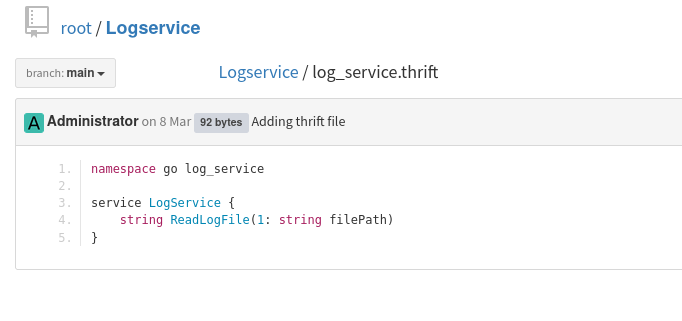 root / Logservice
branch: main
Logservice / log_service.thrift
A Administrator on 8 Mar 92 bytes Adding thrift file
1. namespace go log_service
2.
3. service LogService {
4.     string ReadLogFile(1: string filePath)
5. }